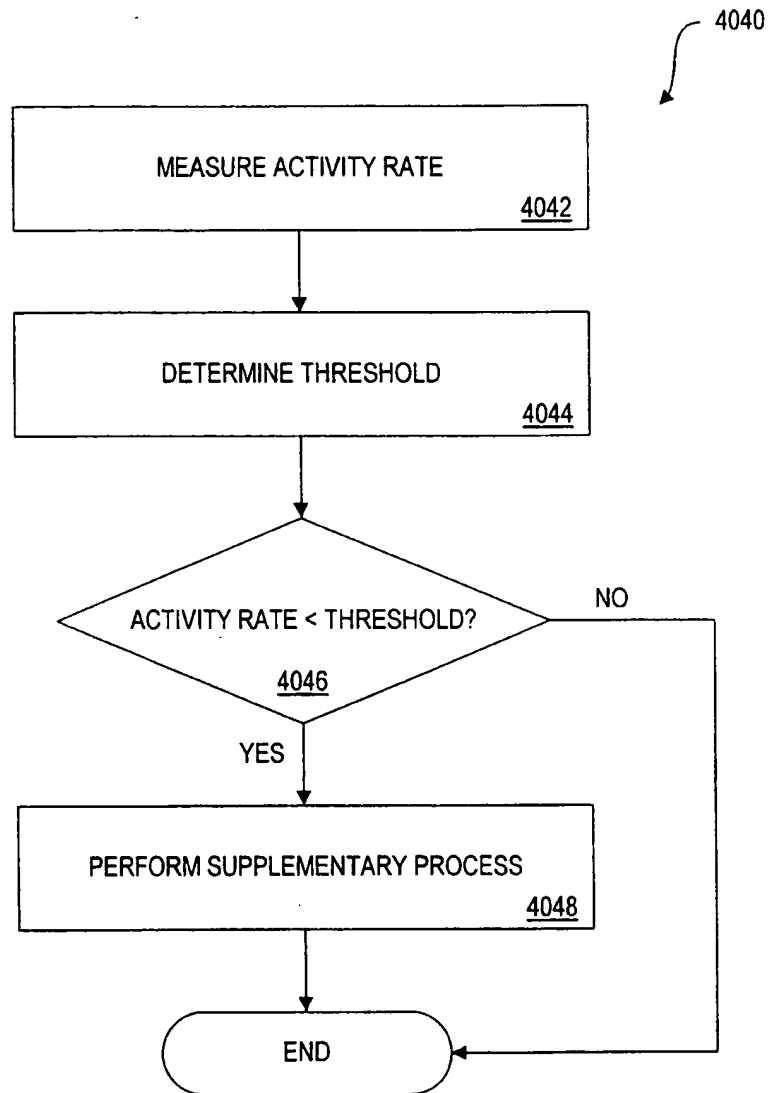 4040
MEASURE ACTIVITY RATE
4042
DETERMINE THRESHOLD
4044
ACTIVITY RATE < THRESHOLD?
4046
NO
YES
PERFORM SUPPLEMENTARY PROCESS
4048
END